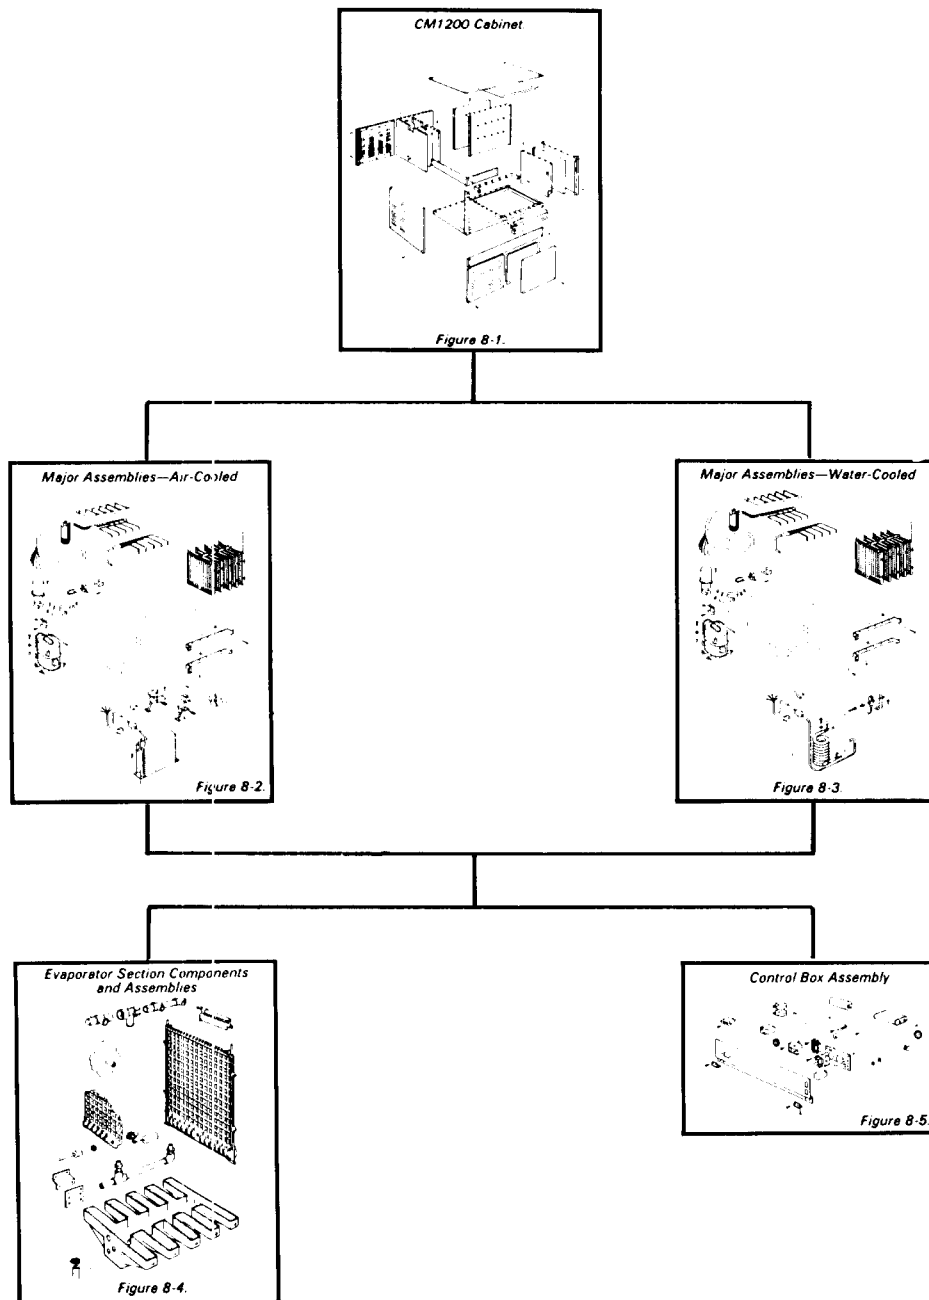 CM1200 Cabinet
Figure 8-1.
Major Assemblies—Air-Cooled
Figure 8-2.
Major Assemblies—Water-Cooled
Figure 8-3.
Evaporator Section Components
and Assemblies
Figure 8-4.
Control Box Assembly
Figure 8-5.